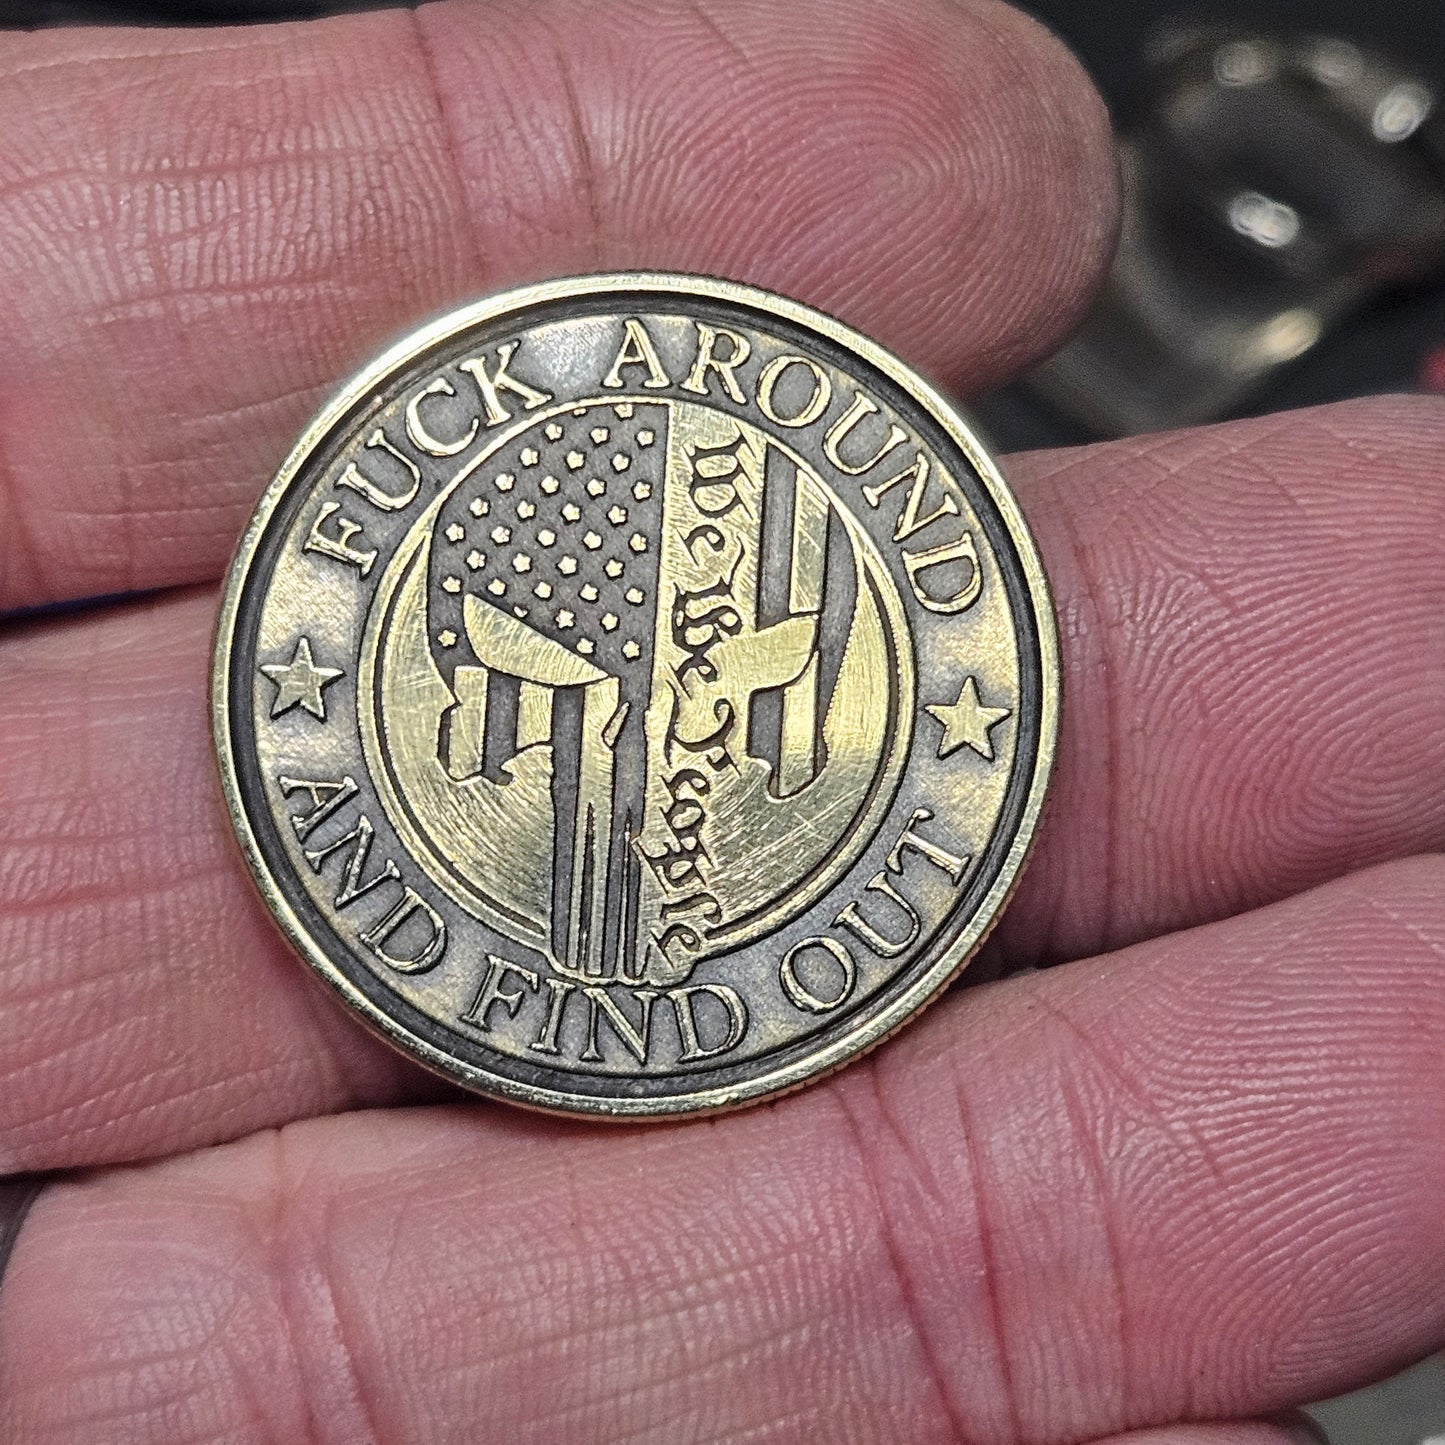 FUCK AROUND
We The People
AND FIND OUT